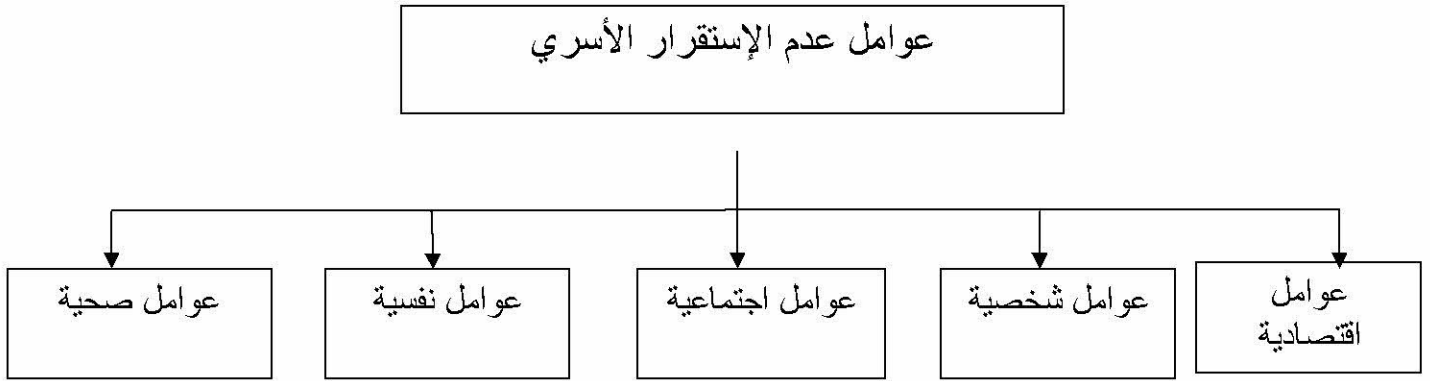 عوامل عدم الإستقرار الأسري
عوامل
اقتصادية
عوامل شخصية
عوامل اجتماعية
عوامل نفسية
عوامل صحية